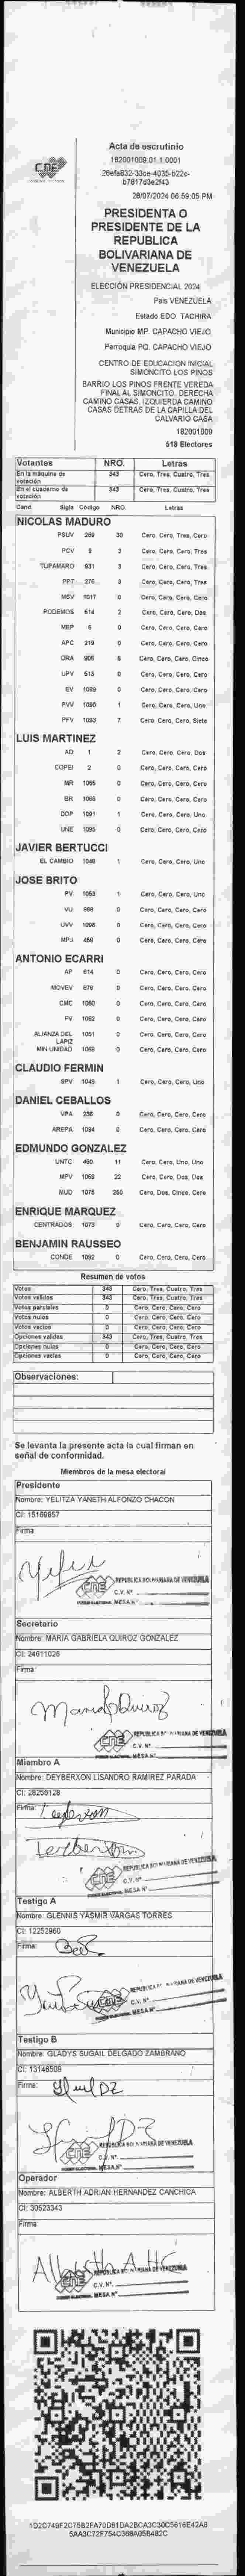 CNE
Acta de escrutinio
182001009.01.1.0001
26efa832-33ce-4035-b22c-
b7817d3e2f43
28/07/2024 06:59:05 PM
PRESIDENTA O
PRESIDENTE DE LA
REPUBLICA
BOLIVARIANA DE
VENEZUELA
ELECCIÓN PRESIDENCIAL 2024
País VENEZUELA
Estado EDO. TACHIRA
Municipio MP. CAPACHO VIEJO
Parroquia PQ. CAPACHO VIEJO
CENTRO DE EDUCACION INICIAL
SIMONCITO LOS PINOS
BARRIO LOS PINOS FRENTE VEREDA
FINAL AL SIMONCITO. DERECHA
CAMINO CASAS. IZQUIERDA CAMINO
CASAS DETRAS DE LA CAPILLA DEL
CALVARIO CASA
182001009
618 Electores
Votantes NRO. Letras
En la máquina de votación 343 Cero, Tres, Cuatro, Tres
En el cuaderno de votación 343 Cero, Tres, Cuatro, Tres
Cand Sigla Código NRO. Letras
NICOLAS MADURO
PSUV 269 30 Cero, Cero, Tres, Cero
PCV 9 3 Cero, Cero, Cero, Tres
TUPAMARO 931 3 Cero, Cero, Cero, Tres
PPT 276 3 Cero, Cero, Cero, Tres
MSV 1017 0 Cero, Cero, Cero, Cero
PODEMOS 514 2 Cero, Cero, Cero, Dos
MEP 6 0 Cero, Cero, Cero, Cero
APC 219 0 Cero, Cero, Cero, Cero
ORA 906 5 Cero, Cero, Cero, Cinco
UPV 513 0 Cero, Cero, Cero, Cero
EV 1089 0 Cero, Cero, Cero, Cero
PVV 1090 1 Cero, Cero, Cero, Uno
PFV 1093 7 Cero, Cero, Cero, Siete
LUIS MARTINEZ
AD 1 2 Cero, Cero, Cero, Dos
COPEI 2 0 Cero, Cero, Cero, Cero
MR 1065 0 Cero, Cero, Cero, Cero
BR 1066 0 Cero, Cero, Cero, Cero
DDP 1091 1 Cero, Cero, Cero, Uno
UNE 1095 0 Cero, Cero, Cero, Cero
JAVIER BERTUCCI
EL CAMBIO 1046 1 Cero, Cero, Cero, Uno
JOSE BRITO
PV 1053 1 Cero, Cero, Cero, Uno
VU 968 0 Cero, Cero, Cero, Cero
UVV 1096 0 Cero, Cero, Cero, Cero
MPJ 458 0 Cero, Cero, Cero, Cero
ANTONIO ECARRI
AP 614 0 Cero, Cero, Cero, Cero
MOVEV 878 0 Cero, Cero, Cero, Cero
CMC 1050 0 Cero, Cero, Cero, Cero
FV 1062 0 Cero, Cero, Cero, Cero
ALIANZA DEL LAPIZ 1051 0 Cero, Cero, Cero, Cero
MIN UNIDAD 1069 0 Cero, Cero, Cero, Cero
CLAUDIO FERMIN
SPV 1049 1 Cero, Cero, Cero, Uno
DANIEL CEBALLOS
VPA 236 0 Cero, Cero, Cero, Cero
AREPA 1094 0 Cero, Cero, Cero, Cero
EDMUNDO GONZALEZ
UNTC 460 11 Cero, Cero, Uno, Uno
MPV 1069 22 Cero, Cero, Dos, Dos
MUD 1075 250 Cero, Dos, Cinco, Cero
ENRIQUE MARQUEZ
CENTRADOS 1073 0 Cero, Cero, Cero, Cero
BENJAMIN RAUSSEO
CONDE 1092 0 Cero, Cero, Cero, Cero
Resumen de votos
Votos 343 Cero, Tres, Cuatro, Tres
Votos validos 343 Cero, Tres, Cuatro, Tres
Votos parciales 0 Cero, Cero, Cero, Cero
Votos nulos 0 Cero, Cero, Cero, Cero
Votos vacios 0 Cero, Cero, Cero, Cero
Opciones validas 343 Cero, Tres, Cuatro, Tres
Opciones nulas 0 Cero, Cero, Cero, Cero
Opciones vacias 0 Cero, Cero, Cero, Cero
Observaciones:
Se levanta la presente acta la cual firman en
señal de conformidad.
Miembros de la mesa electoral
Presidente
Nombre: YELITZA YANETH ALFONZO CHACON
CI: 15169857
Firma:
CNE REPUBLICA BOLIVARIANA DE VENEZUELA
C.V. N°
PODER ELECTORAL MESA N°
Secretario
Nombre: MARIA GABRIELA QUIROZ GONZALEZ
CI: 24611026
Firma:
Maria Quiroz
CNE REPUBLICA BOLIVARIANA DE VENEZUELA
C.V. N°
MESA N°
Miembro A
Nombre: DEYBERXON LISANDRO RAMIREZ PARADA
CI: 28256128
Firma:
CNE REPUBLICA BOLIVARIANA DE VENEZUELA
C.V. N°
MESA N°
Testigo A
Nombre: GLENNIS YASMIR VARGAS TORRES
CI: 12252960
Firma:
CNE REPUBLICA BOLIVARIANA DE VENEZUELA
C.V. N°
MESA N°
Testigo B
Nombre: GLADYS SUGAIL DELGADO ZAMBRANO
CI: 13146509
Firma:
CNE REPUBLICA BOLIVARIANA DE VENEZUELA
C.V. N°
MESA N°
Operador
Nombre: ALBERTH ADRIAN HERNANDEZ CANCHICA
CI: 30523343
Firma:
Alberth A HC
CNE REPUBLICA BOLIVARIANA DE VENEZUELA
C.V. N°
PODER ELECTORAL MESA N°
1D2C749F2C75B2FA70D81DA2BCA3C30C5616E42A8
5AA3C72F754C368A05B482C